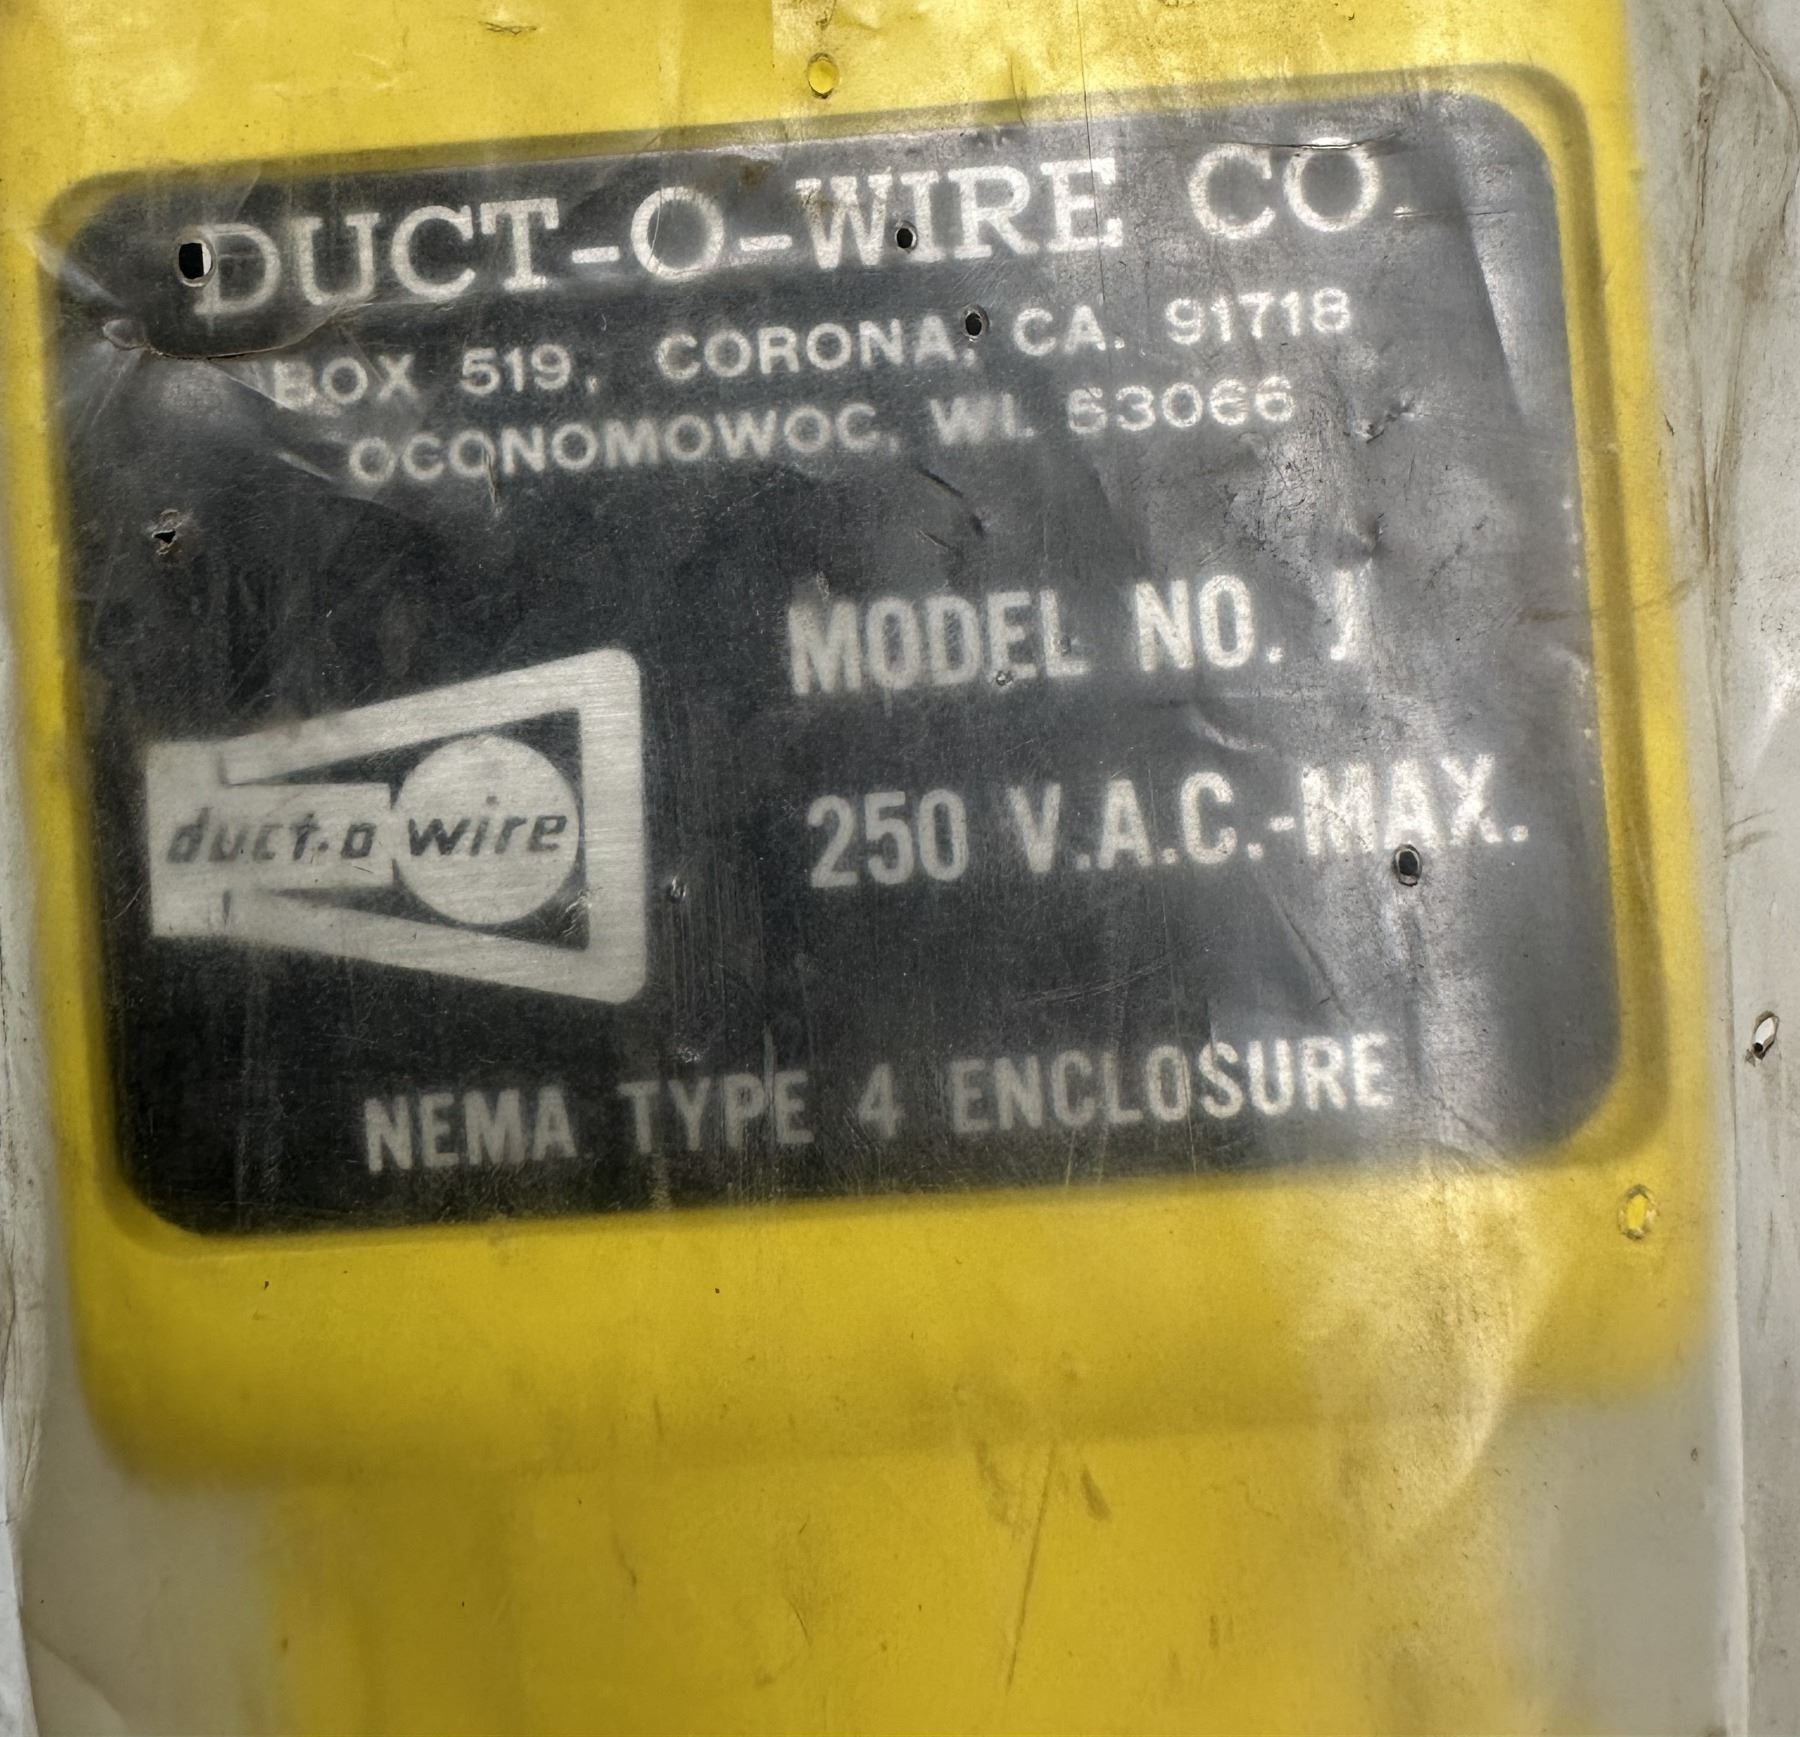 DUCT-O-WIRE CO.
BOX 519, CORONA, CA. 91718
OCONOMOWOC, WI. 53066
MODEL NO. J
duct-o wire
250 V.A.C.-MAX.
NEMA TYPE 4 ENCLOSURE